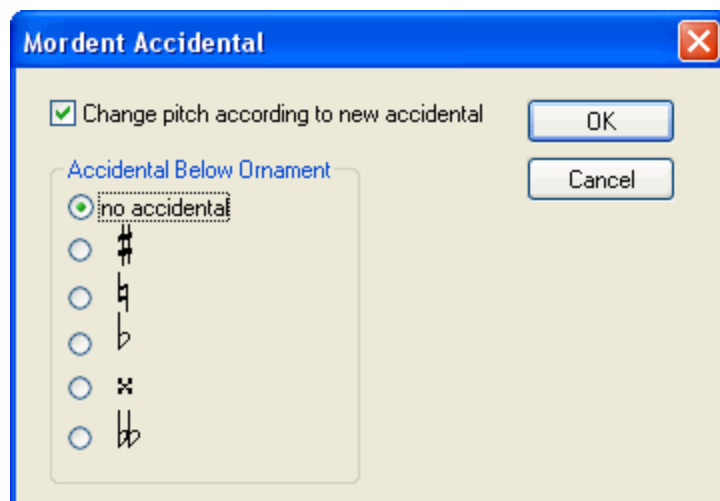 Mordent Accidental
Change pitch according to new accidental
OK
Accidental Below Ornament
Cancel
no accidental
♯
♮
♭
𝄪
𝄫